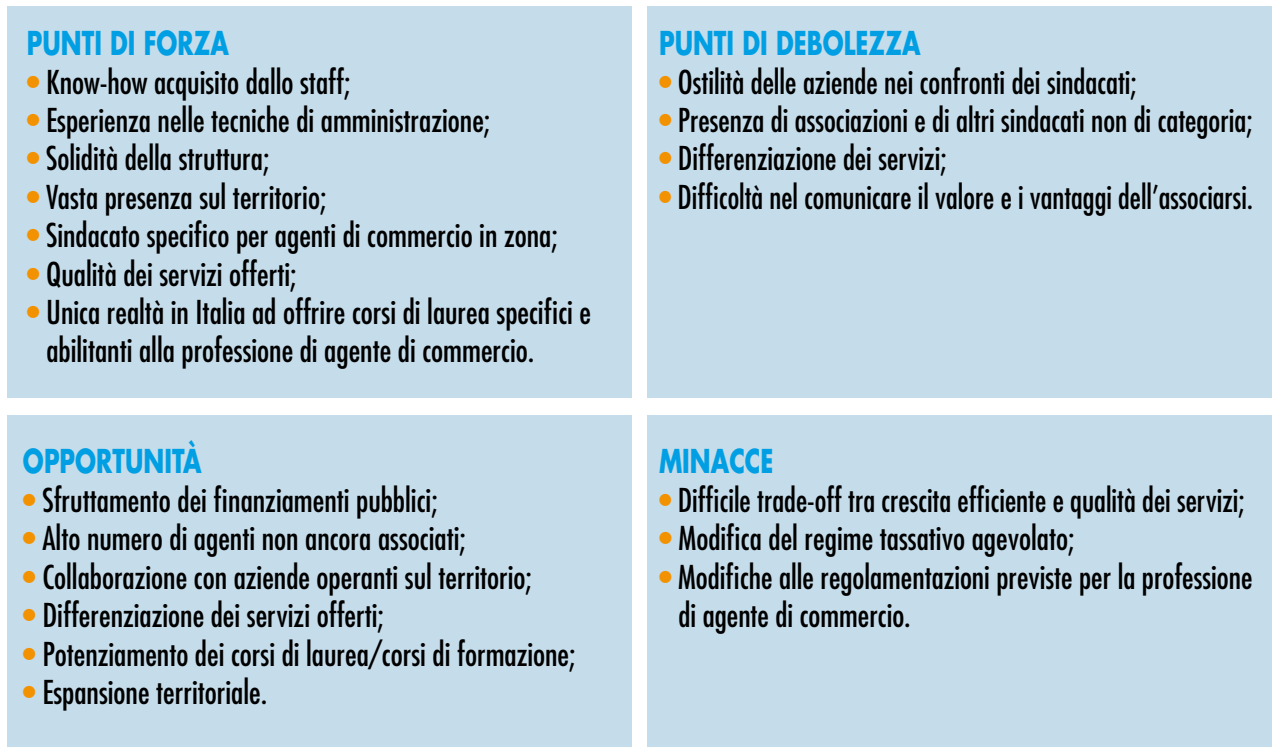 PUNTI DI FORZA
• Know-how acquisito dallo staff;
• Esperienza nelle tecniche di amministrazione;
• Solidità della struttura;
• Vasta presenza sul territorio;
• Sindacato specifico per agenti di commercio in zona;
• Qualità dei servizi offerti;
• Unica realtà in Italia ad offrire corsi di laurea specifici e
abilitanti alla professione di agente di commercio.
PUNTI DI DEBOLEZZA
• Ostilità delle aziende nei confronti dei sindacati;
• Presenza di associazioni e di altri sindacati non di categoria;
• Differenziazione dei servizi;
• Difficoltà nel comunicare il valore e i vantaggi dell’associarsi.
OPPORTUNITÀ
• Sfruttamento dei finanziamenti pubblici;
• Alto numero di agenti non ancora associati;
• Collaborazione con aziende operanti sul territorio;
• Differenziazione dei servizi offerti;
• Potenziamento dei corsi di laurea/corsi di formazione;
• Espansione territoriale.
MINACCE
• Difficile trade-off tra crescita efficiente e qualità dei servizi;
• Modifica del regime tassativo agevolato;
• Modifiche alle regolamentazioni previste per la professione
di agente di commercio.